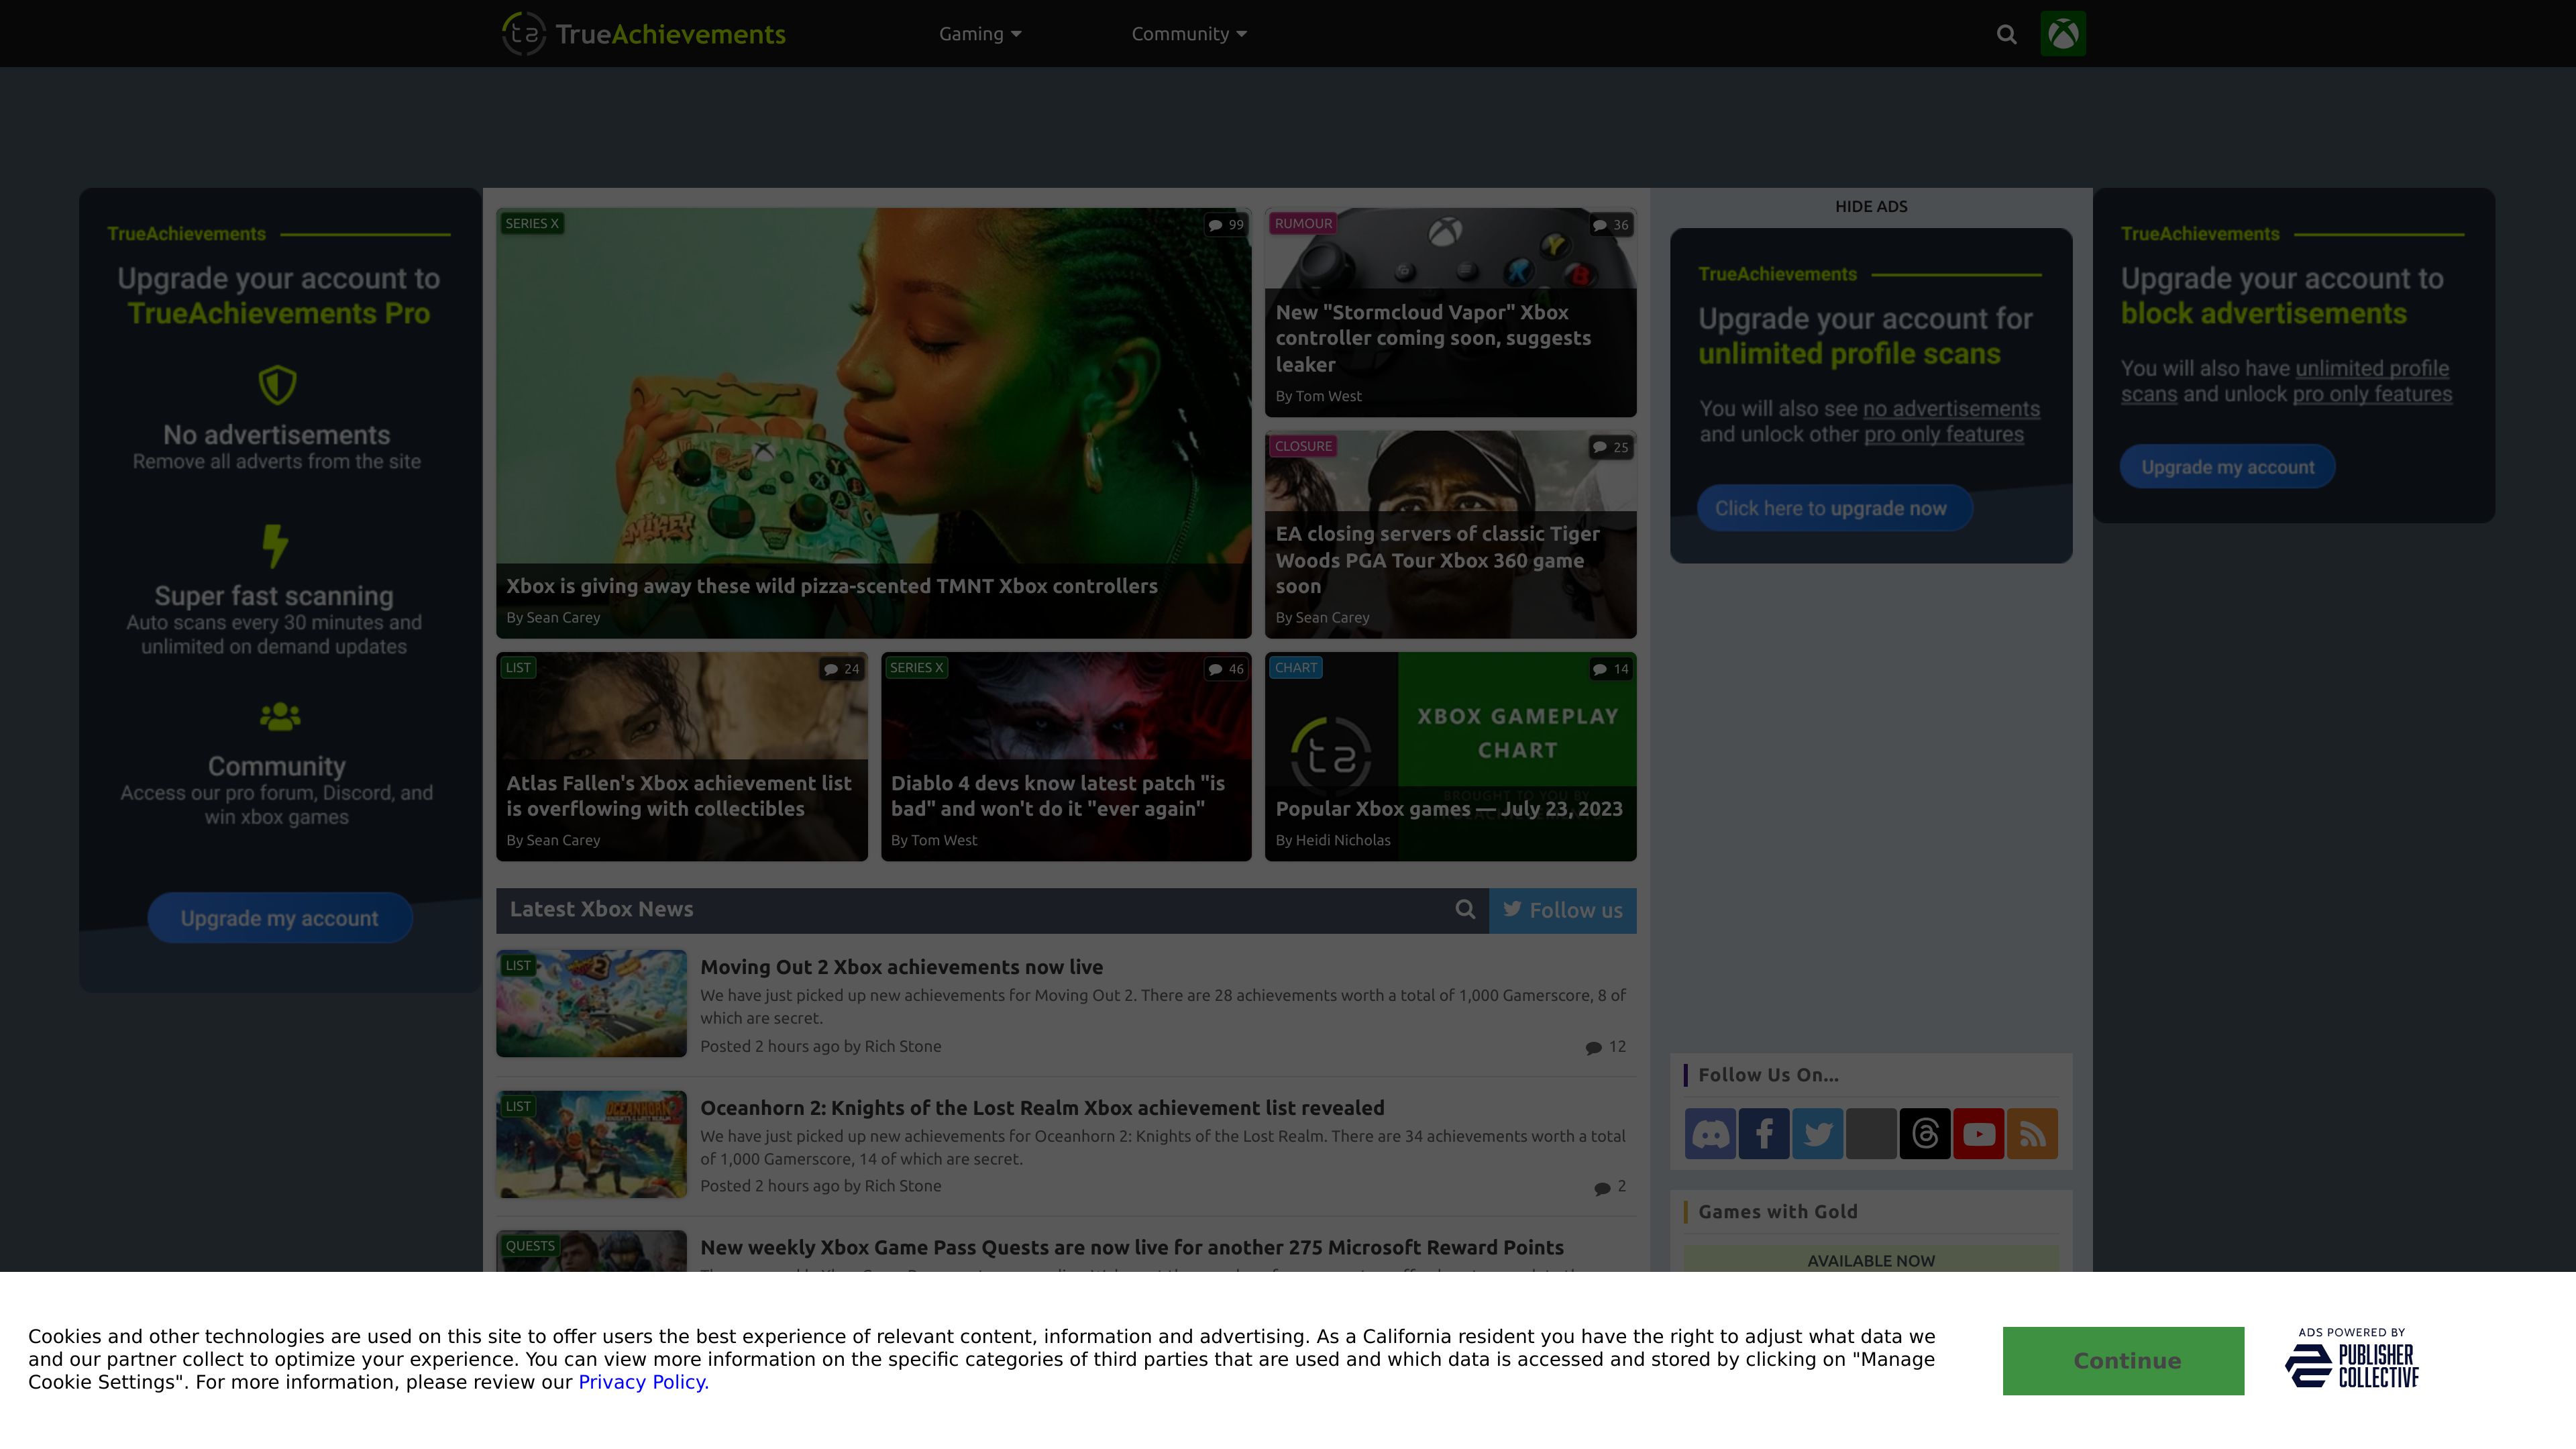 TrueAchievements
Gaming
Community
TrueAchievements
Upgrade your account to
TrueAchievements Pro
No advertisements
Remove all adverts from the site
Super fast scanning
Auto scans every 30 minutes and
unlimited on demand updates
Community
Access our pro forum, Discord, and
win xbox games
Upgrade my account
SERIES X
99
MIKEY
Xbox is giving away these wild pizza-scented TMNT Xbox controllers
By Sean Carey
RUMOUR
36
New "Stormcloud Vapor" Xbox
controller coming soon, suggests
leaker
By Tom West
CLOSURE
25
EA closing servers of classic Tiger
Woods PGA Tour Xbox 360 game
soon
By Sean Carey
LIST
24
Atlas Fallen's Xbox achievement list
is overflowing with collectibles
By Sean Carey
SERIES X
46
Diablo 4 devs know latest patch "is
bad" and won't do it "ever again"
By Tom West
CHART
14
XBOX GAMEPLAY
CHART
BROUGHT TO YOU BY
Popular Xbox games — July 23, 2023
By Heidi Nicholas
Latest Xbox News
Follow us
LIST
Moving Out 2 Xbox achievements now live
We have just picked up new achievements for Moving Out 2. There are 28 achievements worth a total of 1,000 Gamerscore, 8 of
which are secret.
Posted 2 hours ago by Rich Stone
12
LIST
OCEANHORN 2
Oceanhorn 2: Knights of the Lost Realm Xbox achievement list revealed
We have just picked up new achievements for Oceanhorn 2: Knights of the Lost Realm. There are 34 achievements worth a total
of 1,000 Gamerscore, 14 of which are secret.
Posted 2 hours ago by Rich Stone
2
QUESTS
New weekly Xbox Game Pass Quests are now live for another 275 Microsoft Reward Points
HIDE ADS
TrueAchievements
Upgrade your account for
unlimited profile scans
You will also see no advertisements
and unlock other pro only features
Click here to upgrade now
Follow Us On...
Games with Gold
AVAILABLE NOW
TrueAchievements
Upgrade your account to
block advertisements
You will also have unlimited profile
scans and unlock pro only features
Upgrade my account
Cookies and other technologies are used on this site to offer users the best experience of relevant content, information and advertising. As a California resident you have the right to adjust what data we
and our partner collect to optimize your experience. You can view more information on the specific categories of third parties that are used and which data is accessed and stored by clicking on "Manage
Cookie Settings". For more information, please review our Privacy Policy.
Continue
ADS POWERED BY
PUBLISHER
COLLECTIVE